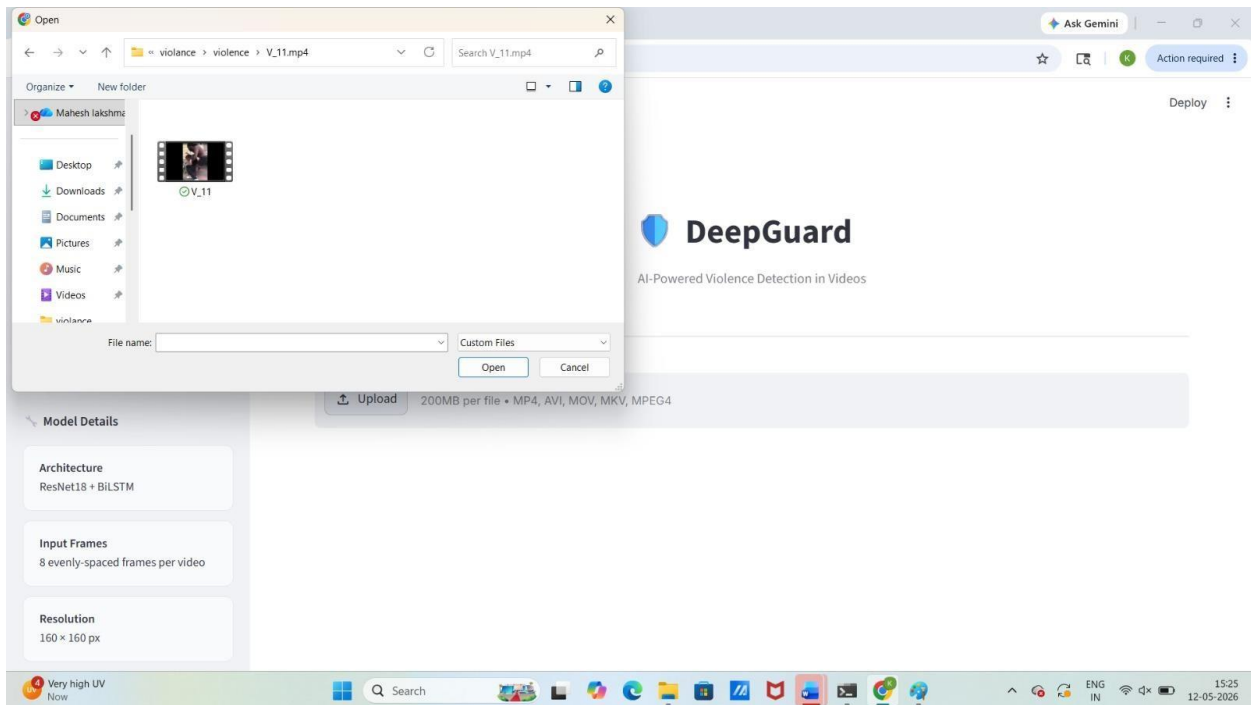 Open
violance > violence > V_11.mp4
Search V_11.mp4
Organize
New folder
Mahesh lakshma
Desktop
Downloads
Documents
Pictures
Music
Videos
violance
V_11
File name:
Custom Files
Open
Cancel
Ask Gemini
K
Action required
Deploy
DeepGuard
AI-Powered Violence Detection in Videos
Upload
200MB per file • MP4, AVI, MOV, MKV, MPEG4
Model Details
Architecture
ResNet18 + BiLSTM
Input Frames
8 evenly-spaced frames per video
Resolution
160 × 160 px
4
Very high UV
Now
Search
ENG
IN
15:25
12-05-2026